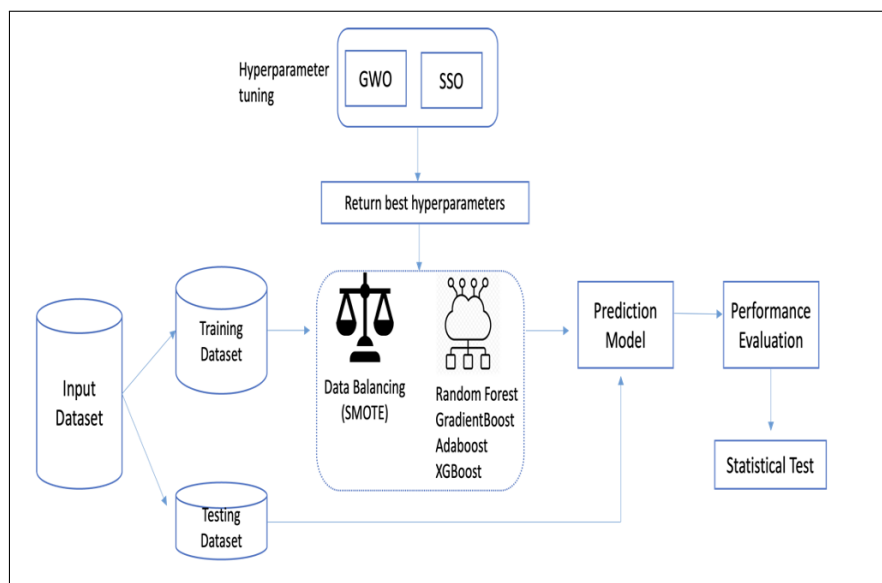 Hyperparameter
tuning
GWO
SSO
Return best hyperparameters
Input
Dataset
Training
Dataset
Testing
Dataset
Data Balancing
(SMOTE)
Random Forest
GradientBoost
Adaboost
XGBoost
Prediction
Model
Performance
Evaluation
Statistical Test